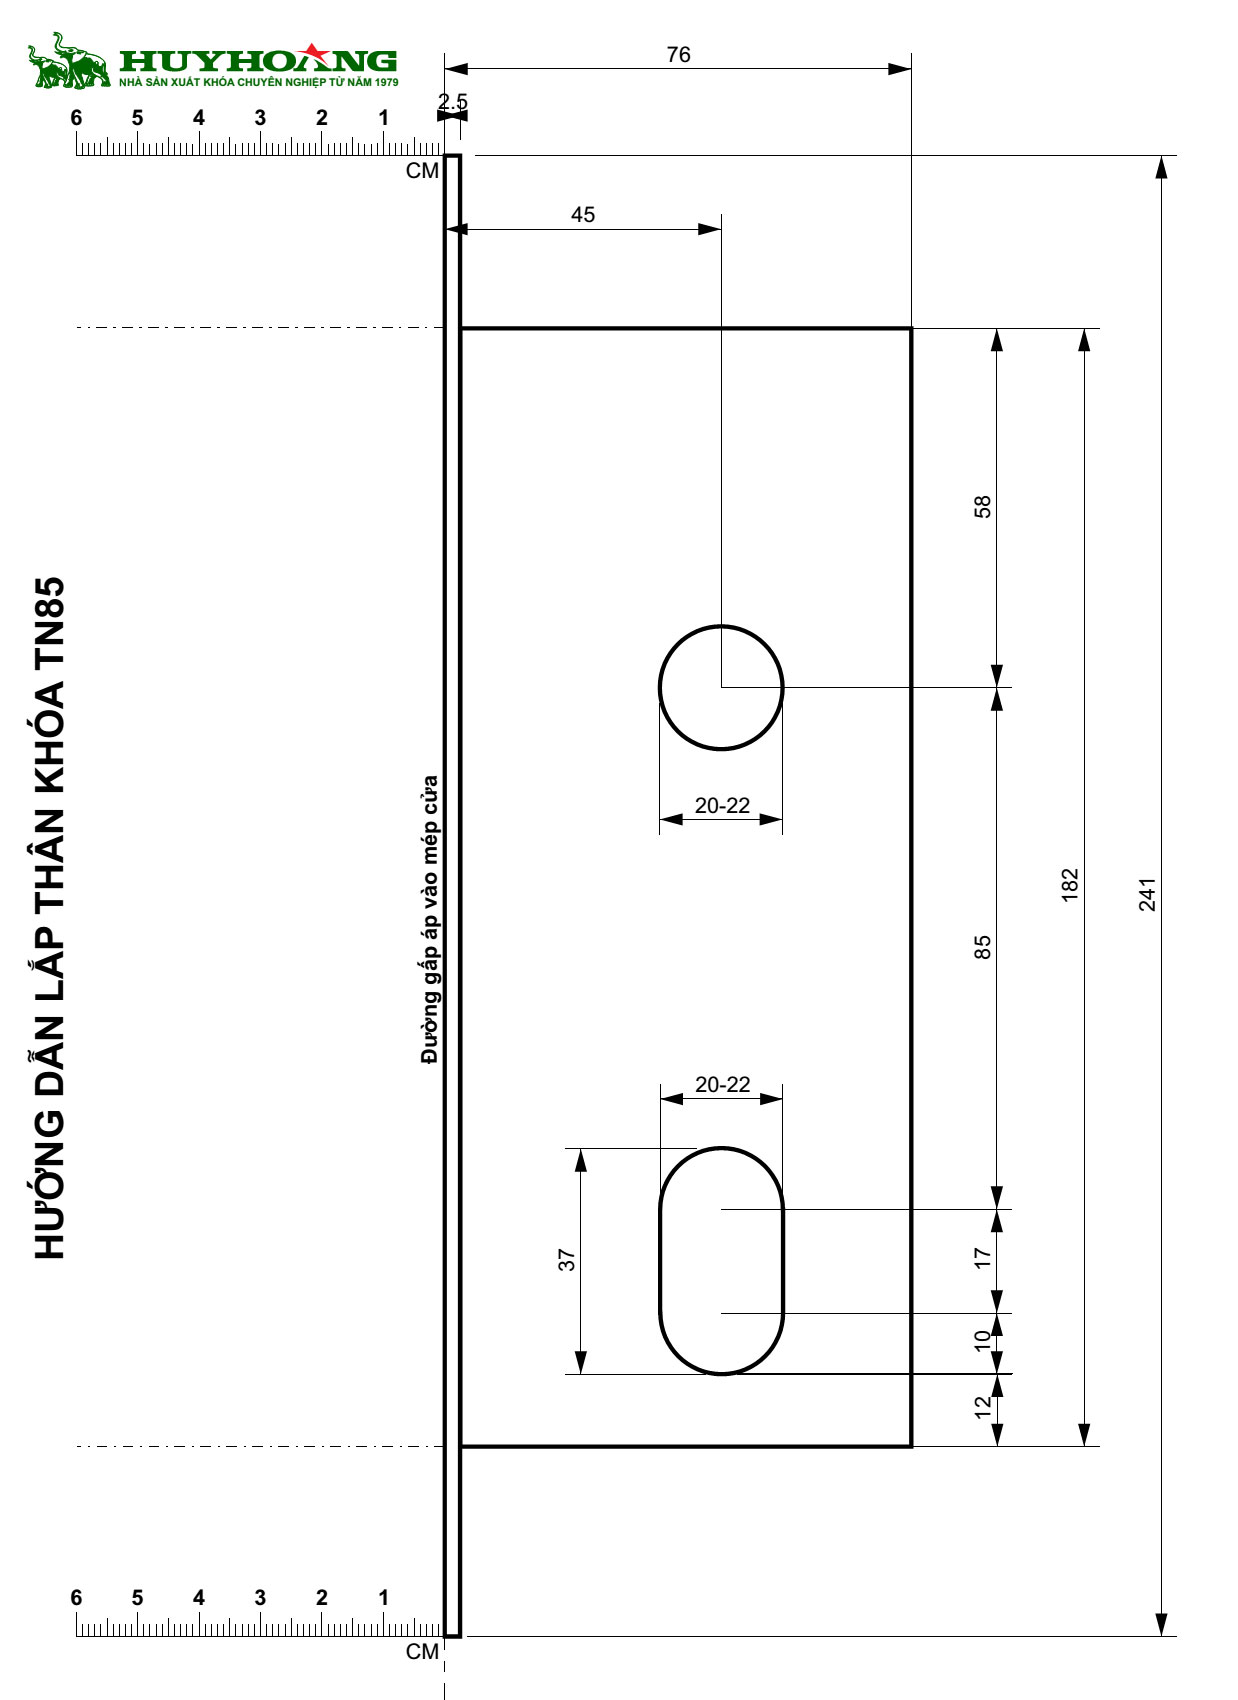 HUYHOANG
NHÀ SẢN XUẤT KHÓA CHUYÊN NGHIỆP TỪ NĂM 1979
76
2.5
6 5 4 3 2 1
CM
45
58
HƯỚNG DẪN LẮP THÂN KHÓA TN85
Đường gấp áp vào mép cửa
20-22
182
241
85
20-22
37
17
10
12
6 5 4 3 2 1
CM